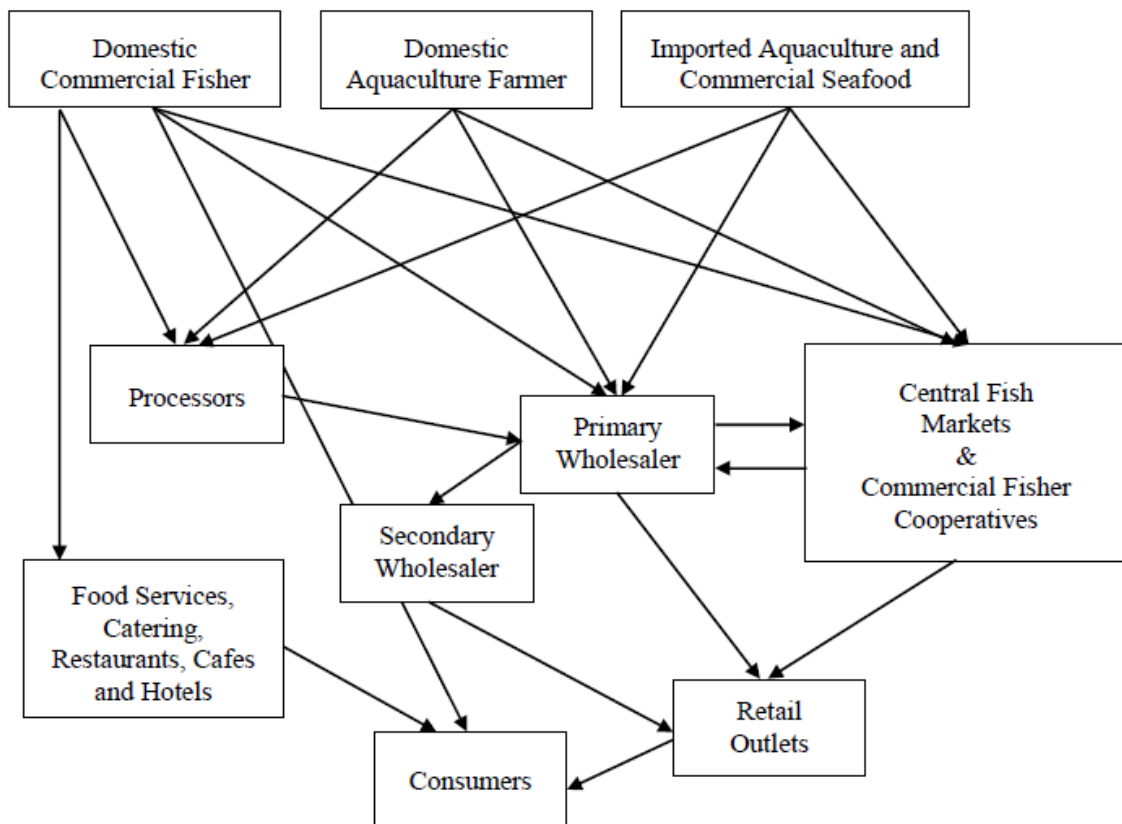 Domestic
Commercial Fisher
Domestic
Aquaculture Farmer
Imported Aquaculture and
Commercial Seafood
Processors
Primary
Wholesaler
Central Fish
Markets
&
Commercial Fisher
Cooperatives
Secondary
Wholesaler
Food Services,
Catering,
Restaurants, Cafes
and Hotels
Retail
Outlets
Consumers